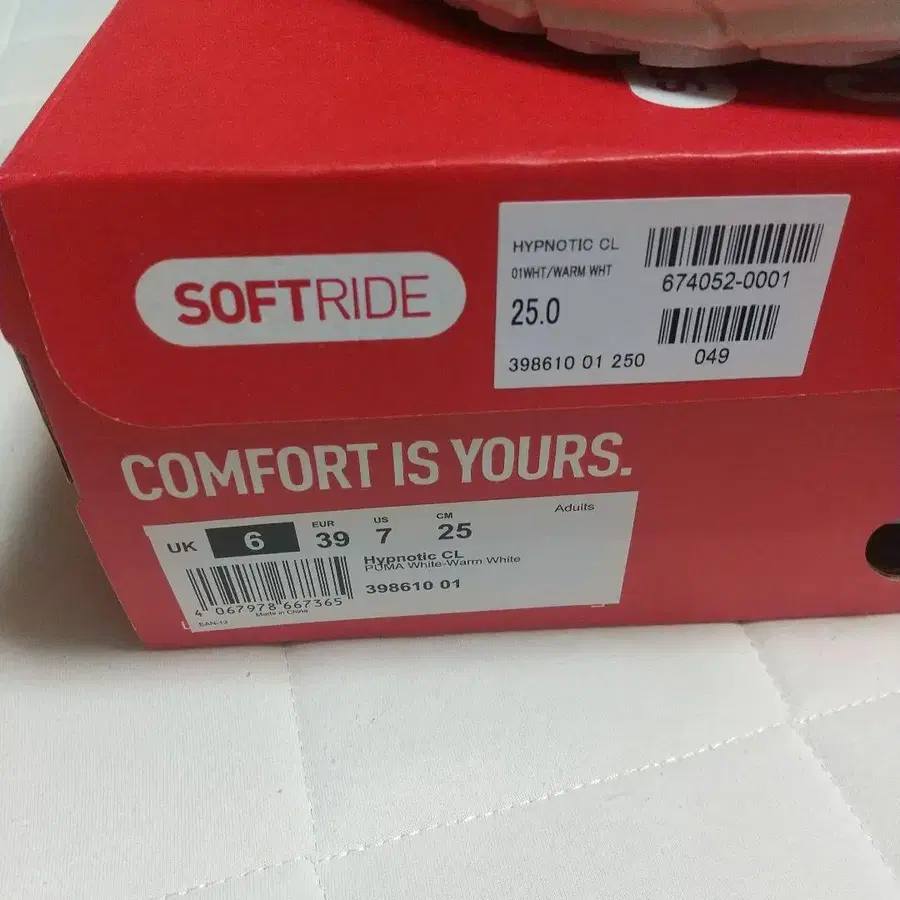 SOFTRIDE
HYPNOTIC CL
01WHT/WARM WHT
674052-0001
25.0
398610 01 250
049
COMFORT IS YOURS.
Adults
UK 6 EUR 39 US 7 CM 25
Hypnotic CL
PUMA White-Warm White
398610 01
4 067978 667365
Made in China
EAN-13